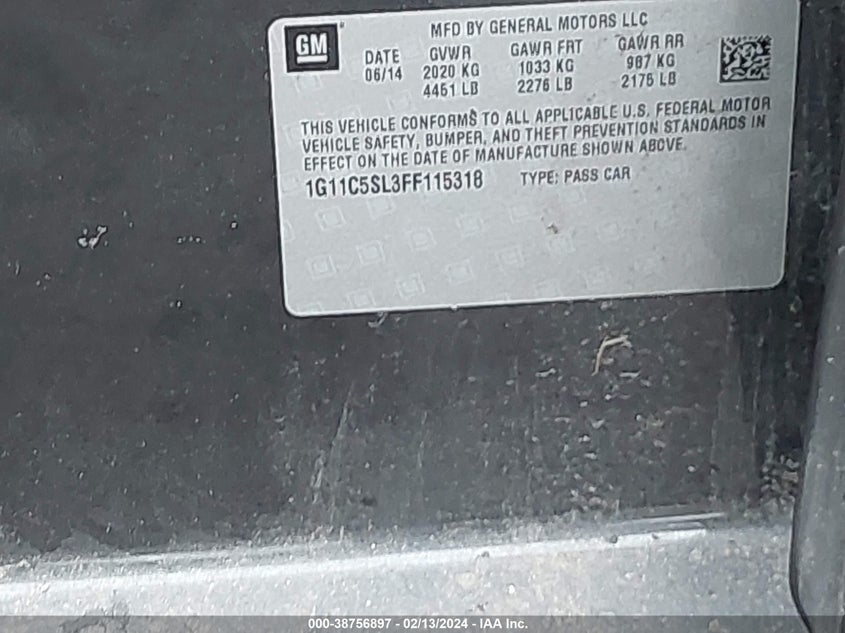 GM
MFD BY GENERAL MOTORS LLC
DATE GVWR GAWR FRT GAWR RR
06/14 2020 KG 1033 KG 987 KG
4451 LB 2276 LB 2175 LB
THIS VEHICLE CONFORMS TO ALL APPLICABLE U.S. FEDERAL MOTOR
VEHICLE SAFETY, BUMPER, AND THEFT PREVENTION STANDARDS IN
EFFECT ON THE DATE OF MANUFACTURE SHOWN ABOVE.
1G11C5SL3FF115318 TYPE: PASS CAR
000-38756897 - 02/13/2024 - IAA Inc.